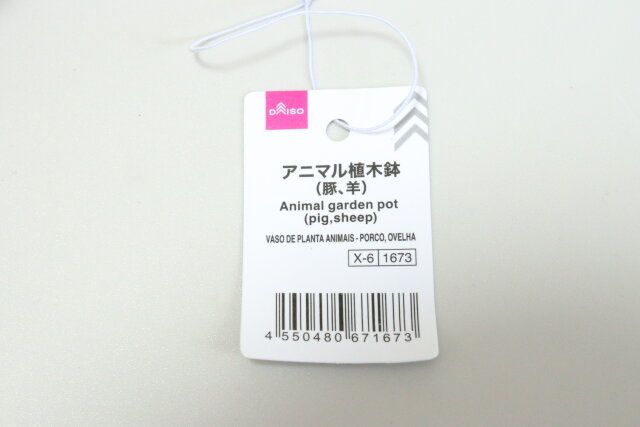 DAISO
アニマル植木鉢
(豚、羊)
Animal garden pot
(pig,sheep)
VASO DE PLANTA ANIMAIS - PORCO, OVELHA
X-6 1673
4 550480 671673